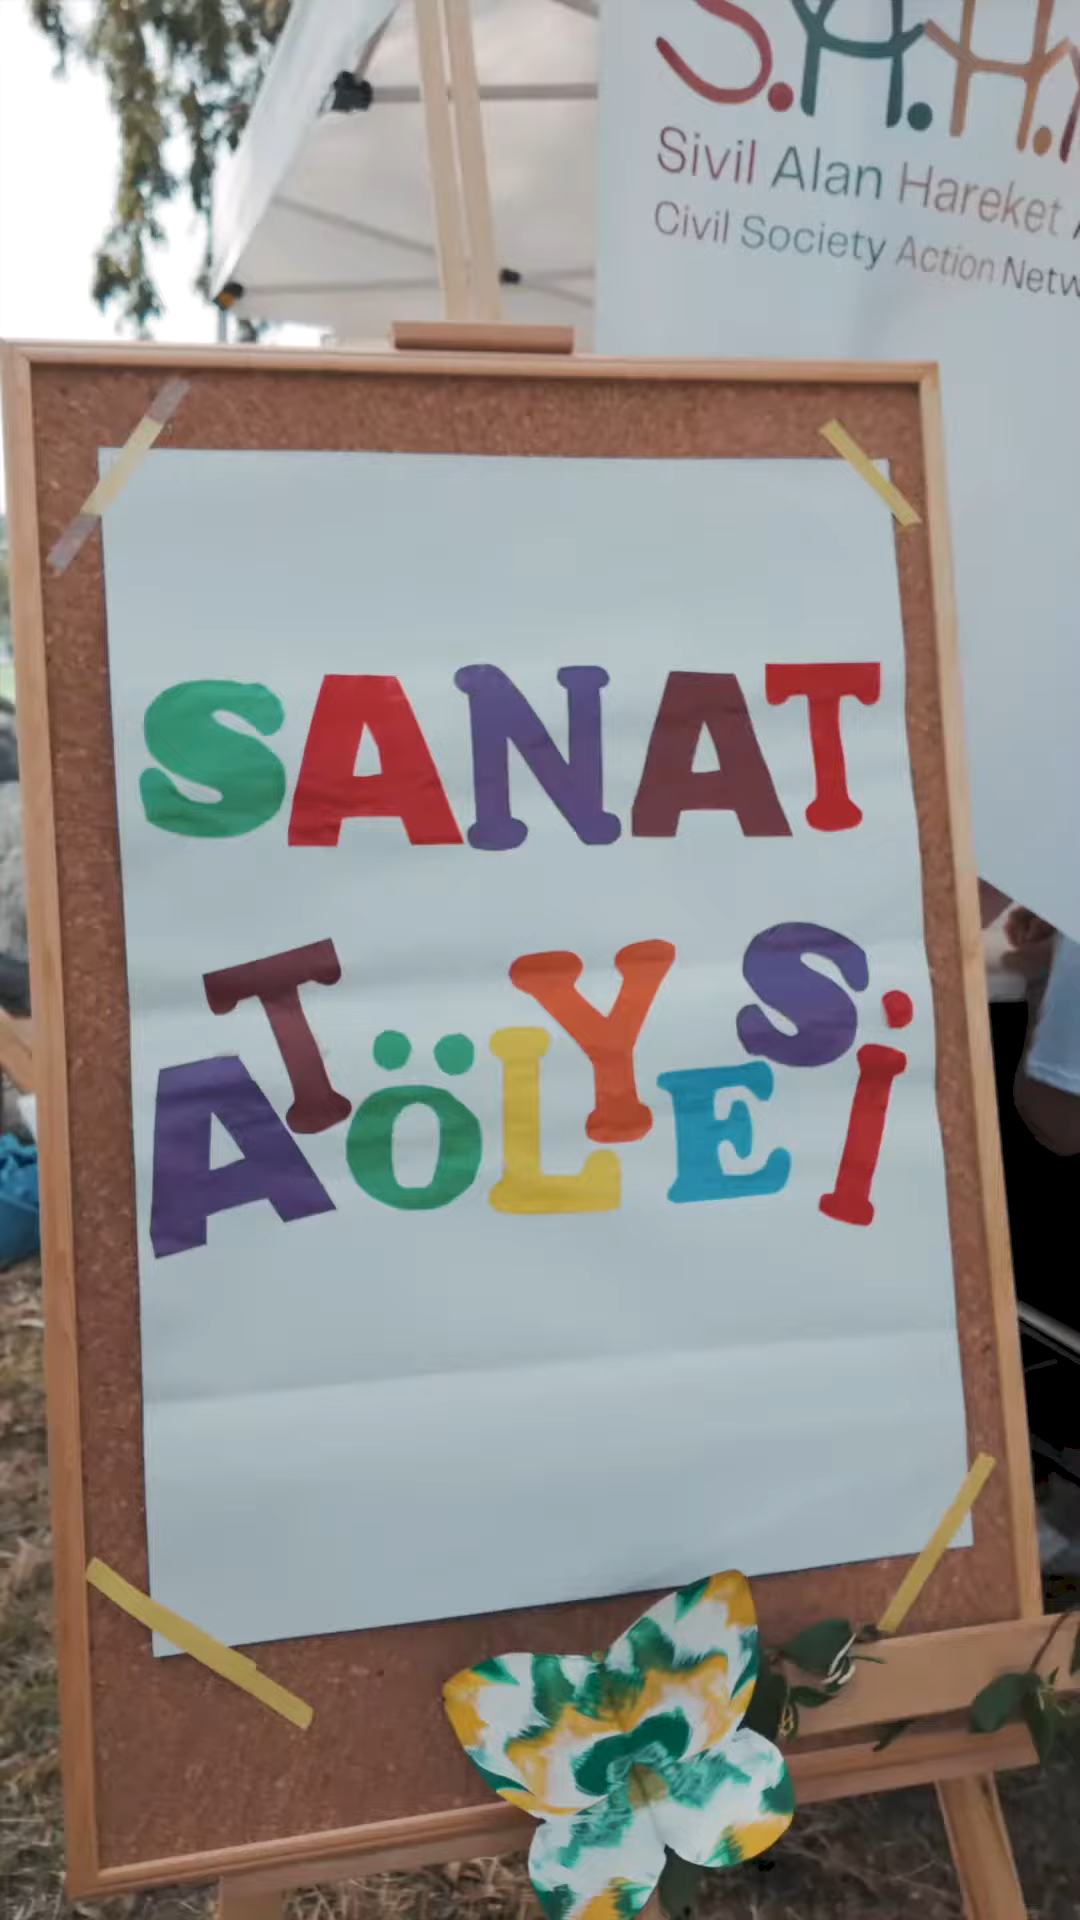 S.A.H.
Sivil Alan Hareket
Civil Society Action
SANAT
ATÖLYESİ